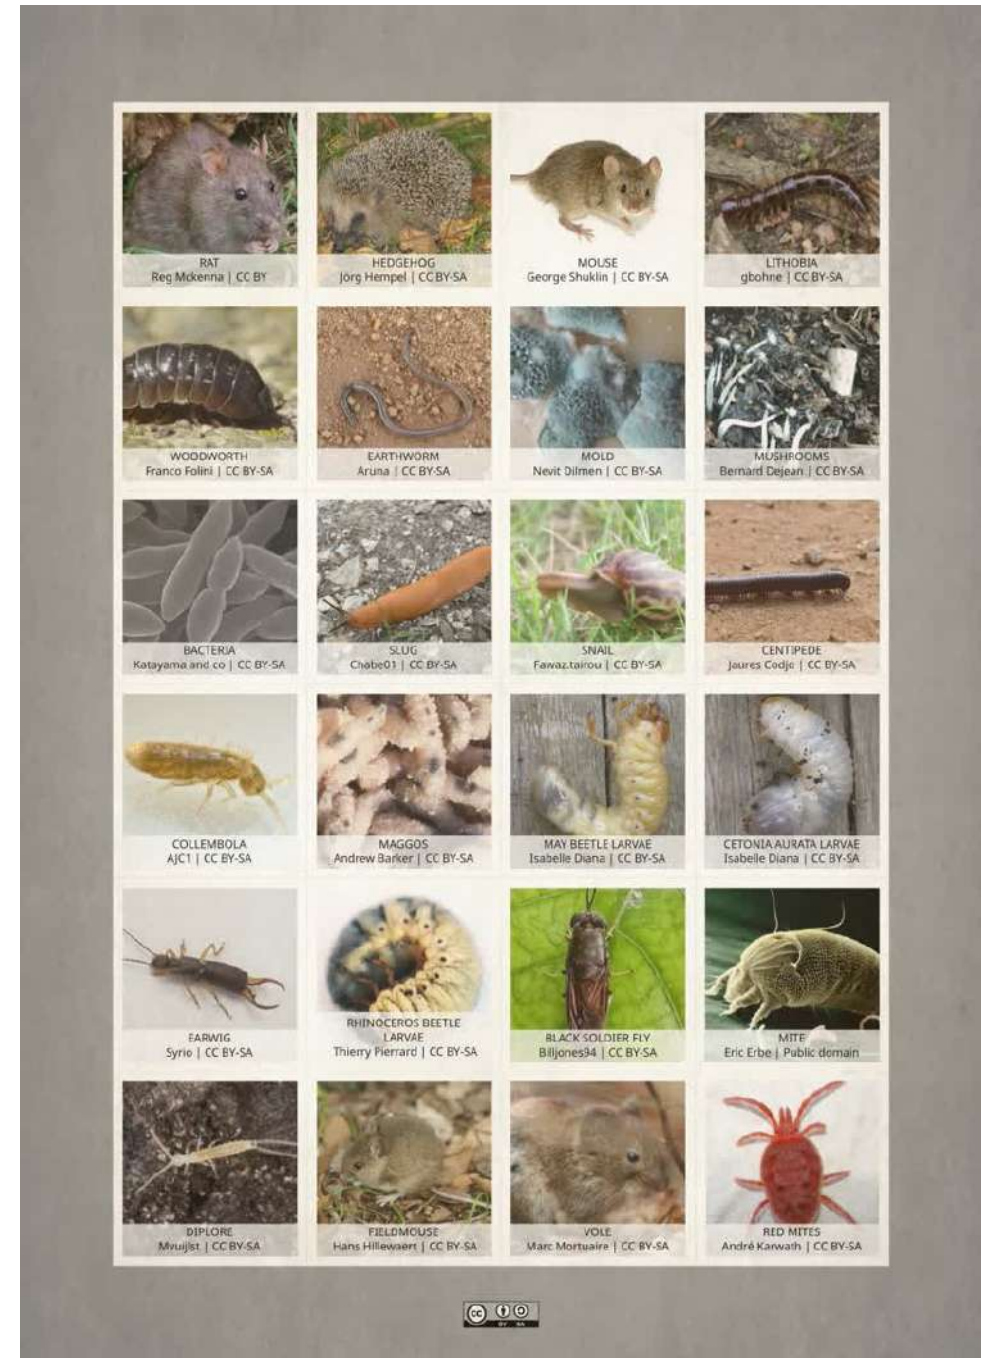 RAT
Reg Mckenna | CC BY
HEDGEHOG
Jörg Hempel | CC BY-SA
MOUSE
George Shuklin | CC BY-SA
LITHOBIA
gbohne | CC BY-SA
WOODWORTH
Franco Folini | CC BY-SA
EARTHWORM
Aruna | CC BY-SA
MOLD
Nevit Dilmen | CC BY-SA
MUSHROOMS
Bernard Dejean | CC BY-SA
BACTERIA
Katayama and co | CC BY-SA
SLUG
Chabe01 | CC BY-SA
SNAIL
Fawaz.tairou | CC BY-SA
CENTIPEDE
Jaures Codjo | CC BY-SA
COLLEMBOLA
AJC1 | CC BY-SA
MAGGOS
Andrew Barker | CC BY-SA
MAY BEETLE LARVAE
Isabelle Diana | CC BY-SA
CETONIA AURATA LARVAE
Isabelle Diana | CC BY-SA
EARWIG
Syrio | CC BY-SA
RHINOCEROS BEETLE
LARVAE
Thierry Pierrard | CC BY-SA
BLACK SOLDIER FLY
Billjones94 | CC BY-SA
MITE
Eric Erbe | Public domain
DIPLORE
Mvuijlst | CC BY-SA
FIELDMOUSE
Hans Hillewaert | CC BY-SA
VOLE
Marc Mortuaire | CC BY-SA
RED MITES
André Karwath | CC BY-SA
cc
BY SA